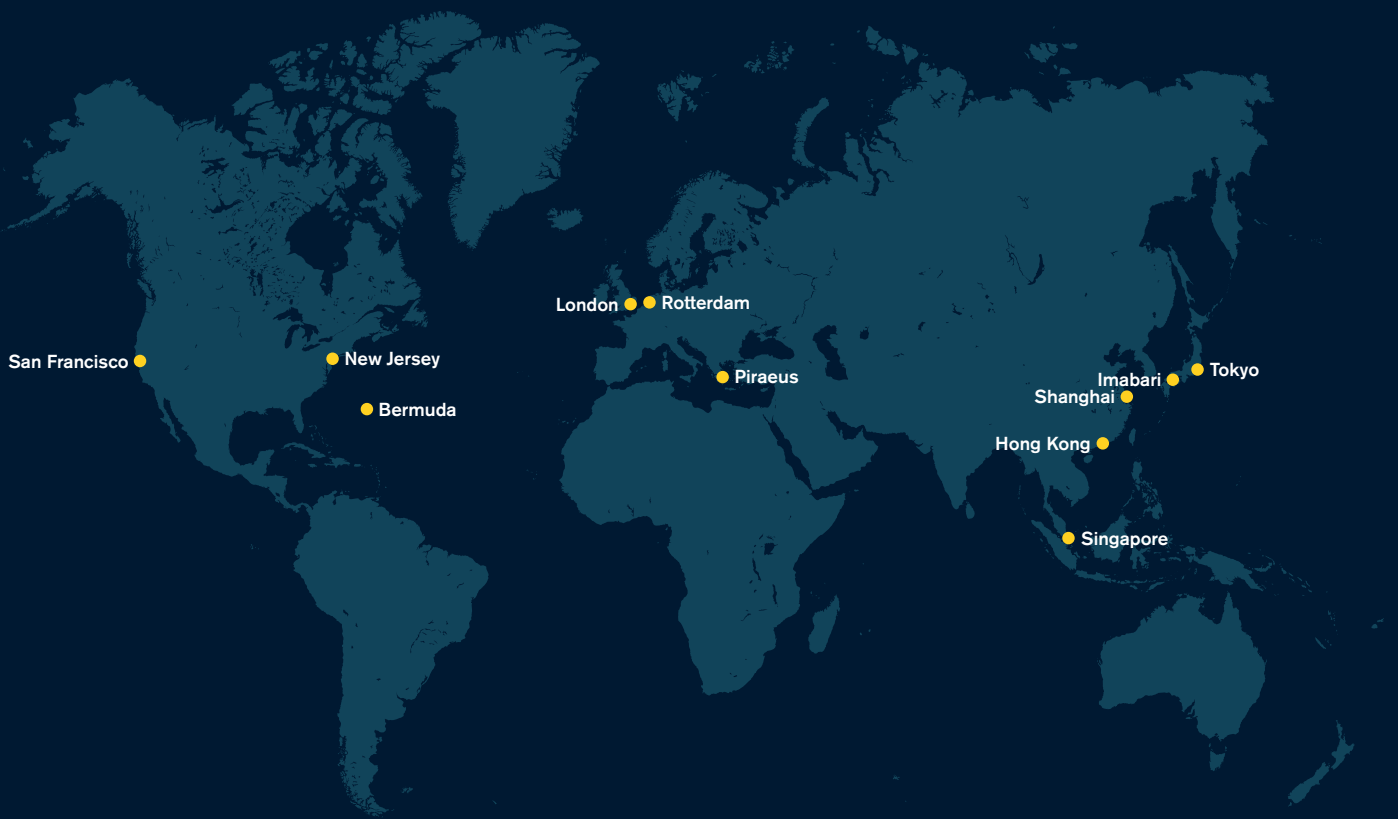 London
Rotterdam
San Francisco
New Jersey
Piraeus
Tokyo
Imabari
Shanghai
Bermuda
Hong Kong
Singapore